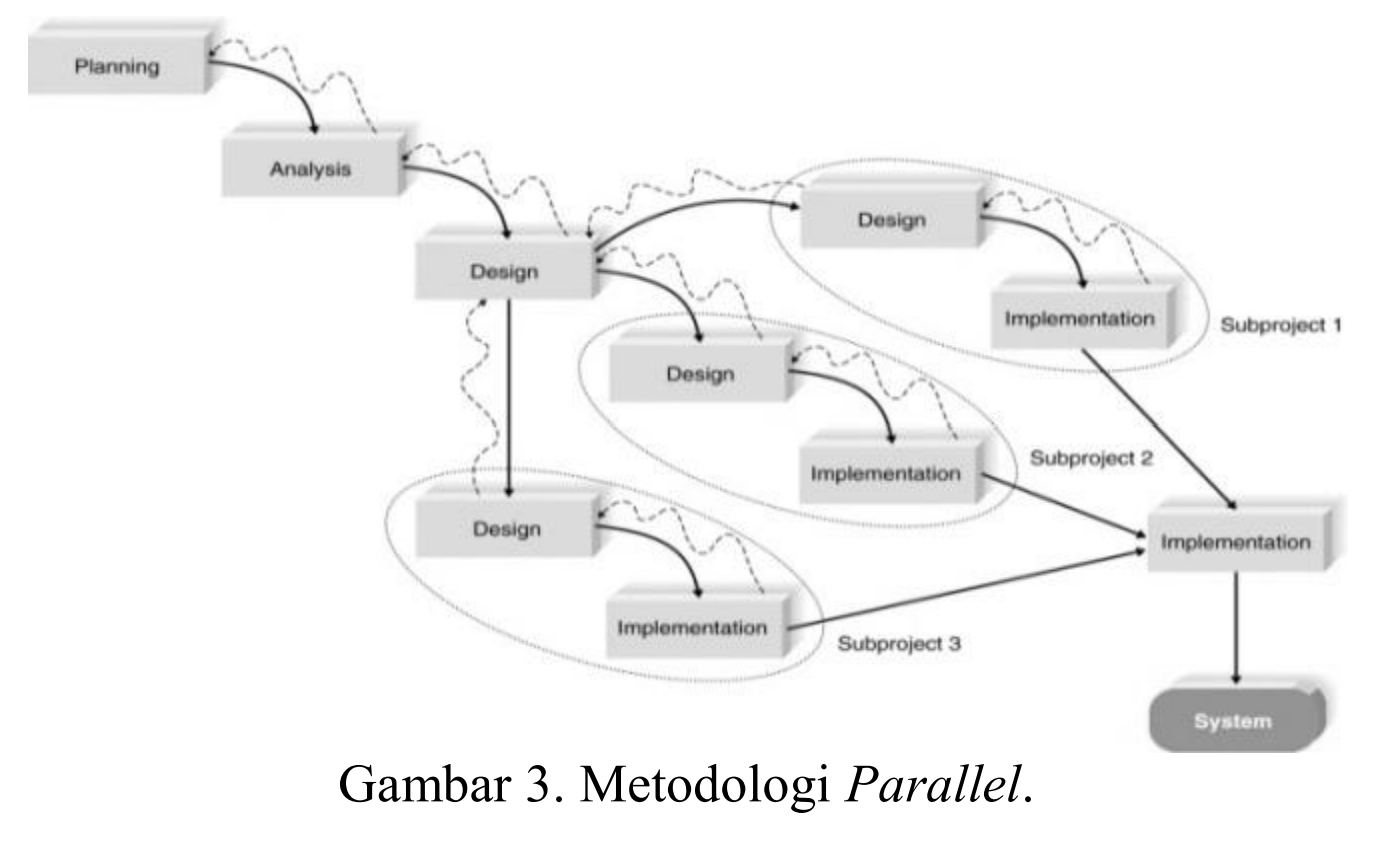 Planning
Analysis
Design
Design
Implementation
Subproject 1
Design
Implementation
Subproject 2
Design
Implementation
Subproject 3
Implementation
System
Gambar 3. Metodologi Parallel.